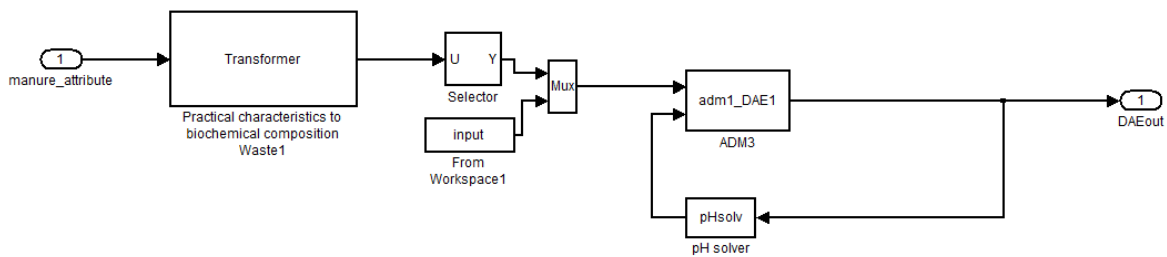 1
manure_attribute
Transformer
Practical characteristics to
biochemical composition
Waste1
U Y
Selector
input
From
Workspace1
Mux
adm1_DAE1
ADM3
1
DAEout
pHsolv
pH solver